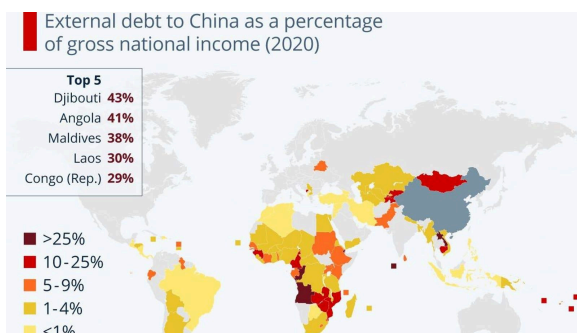 External debt to China as a percentage
of gross national income (2020)
Top 5
Djibouti 43%
Angola 41%
Maldives 38%
Laos 30%
Congo (Rep.) 29%
>25%
10-25%
5-9%
1-4%
<1%